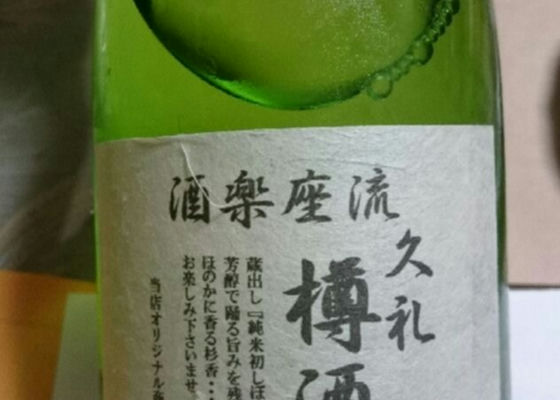 流座楽酒
久礼
樽酒
蔵出し『純米初しぼ
芳醇で踊る旨みを残
ほのかに香る杉香・・
お楽しみ下さいませ。
当店オリジナル